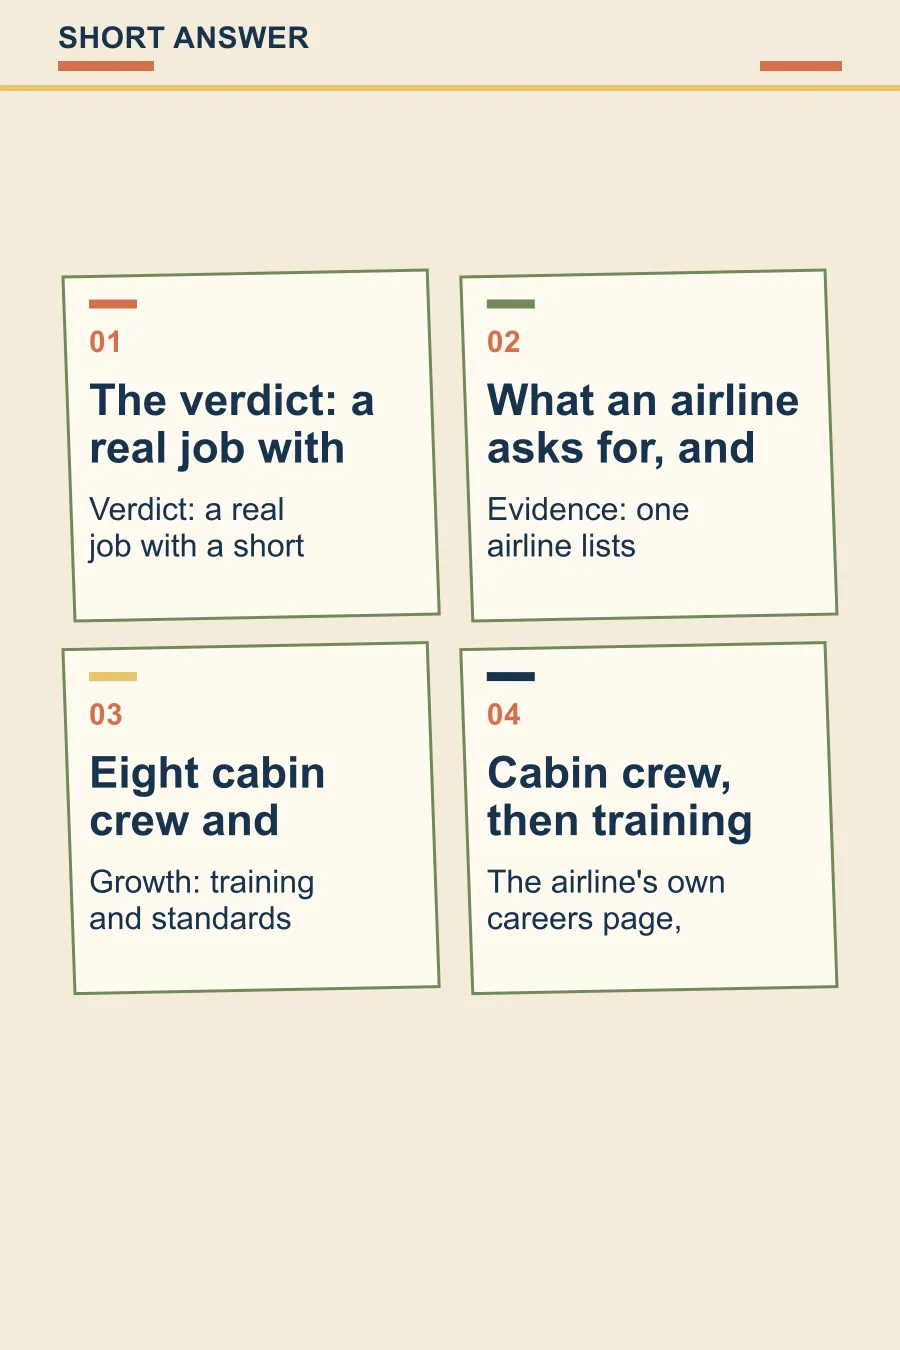 SHORT ANSWER
01
The verdict: a
real job with
Verdict: a real
job with a short
02
What an airline
asks for, and
Evidence: one
airline lists
03
Eight cabin
crew and
Growth: training
and standards
04
Cabin crew,
then training
The airline's own
careers page,